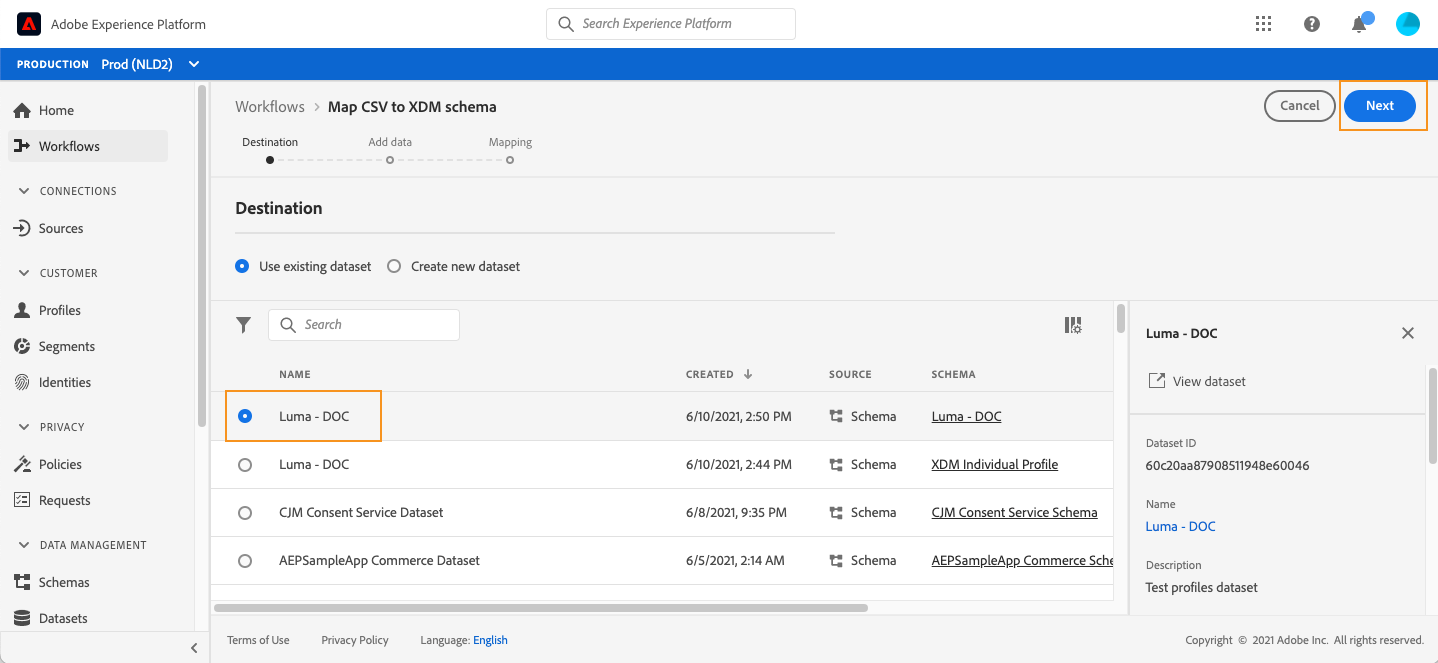 Adobe Experience Platform
Search Experience Platform
PRODUCTION Prod (NLD2)
Home
Workflows
CONNECTIONS
Sources
CUSTOMER
Profiles
Segments
Identities
PRIVACY
Policies
Requests
DATA MANAGEMENT
Schemas
Datasets
Workflows > Map CSV to XDM schema
Cancel
Next
Destination Add data Mapping
Destination
Use existing dataset Create new dataset
Search
NAME CREATED SOURCE SCHEMA
Luma - DOC 6/10/2021, 2:50 PM Schema Luma - DOC
Luma - DOC 6/10/2021, 2:44 PM Schema XDM Individual Profile
CJM Consent Service Dataset 6/8/2021, 9:35 PM Schema CJM Consent Service Schema
AEPSampleApp Commerce Dataset 6/5/2021, 2:14 AM Schema AEPSampleApp Commerce Sche
Luma - DOC
View dataset
Dataset ID
60c20aa87908511948e60046
Name
Luma - DOC
Description
Test profiles dataset
Terms of Use Privacy Policy Language: English
Copyright © 2021 Adobe Inc. All rights reserved.